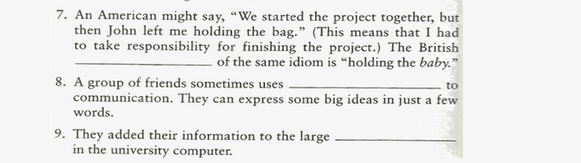 7. An American might say, “We started the project together, but
then John left me holding the bag.” (This means that I had
to take responsibility for finishing the project.) The British
____________________ of the same idiom is “holding the baby.”
8. A group of friends sometimes uses ____________________ to
communication. They can express some big ideas in just a few
words.
9. They added their information to the large ________________
in the university computer.